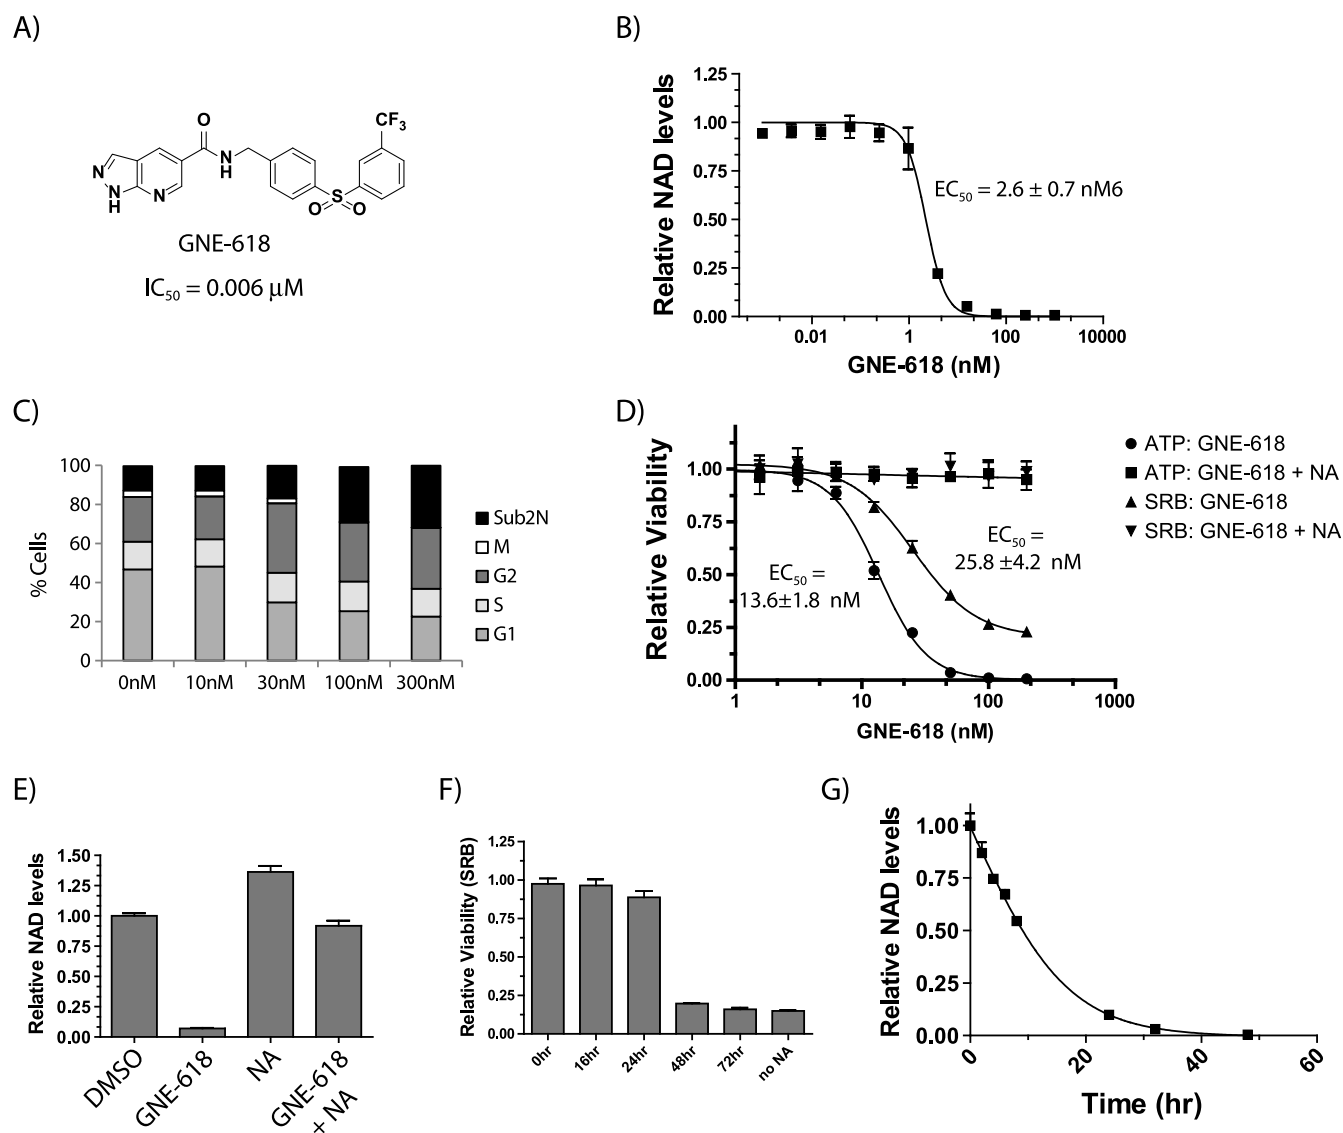 A)
CF₃
O
N
H
N
N
H
N
S
O
O
GNE-618
IC₅₀ = 0.006 μM
B)
Relative NAD levels
1.25
1.00
0.75
0.50
0.25
0.00
EC₅₀ = 2.6 ± 0.7 nM6
0.01
1
100
10000
GNE-618 (nM)
C)
% Cells
100
80
60
40
20
0
0nM
10nM
30nM
100nM
300nM
Sub2N
M
G2
S
G1
D)
Relative Viability
1.00
0.75
0.50
0.25
0.00
EC₅₀ =
13.6±1.8 nM
EC₅₀ =
25.8 ±4.2 nM
1
10
100
1000
GNE-618 (nM)
ATP: GNE-618
ATP: GNE-618 + NA
SRB: GNE-618
SRB: GNE-618 + NA
E)
Relative NAD levels
1.50
1.25
1.00
0.75
0.50
0.25
0.00
DMSO
GNE-618
NA
GNE-618
+ NA
F)
Relative Viability (SRB)
1.25
1.00
0.75
0.50
0.25
0.00
0hr
16hr
24hr
48hr
72hr
no NA
G)
Relative NAD levels
1.00
0.75
0.50
0.25
0.00
0
20
40
60
Time (hr)